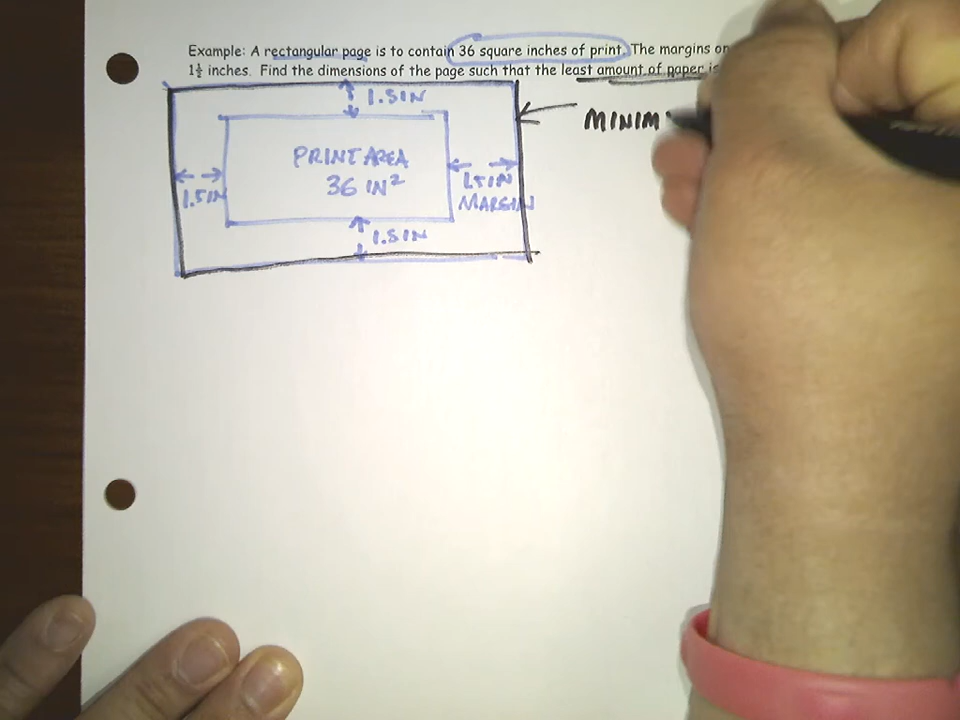 Example: A rectangular page is to contain 36 square inches of print. The margins on
1½ inches. Find the dimensions of the page such that the least amount of paper is
1.5IN
MINIM
PRINT AREA
36 IN²
1.5IN
1.5IN
MARGIN
1.5IN